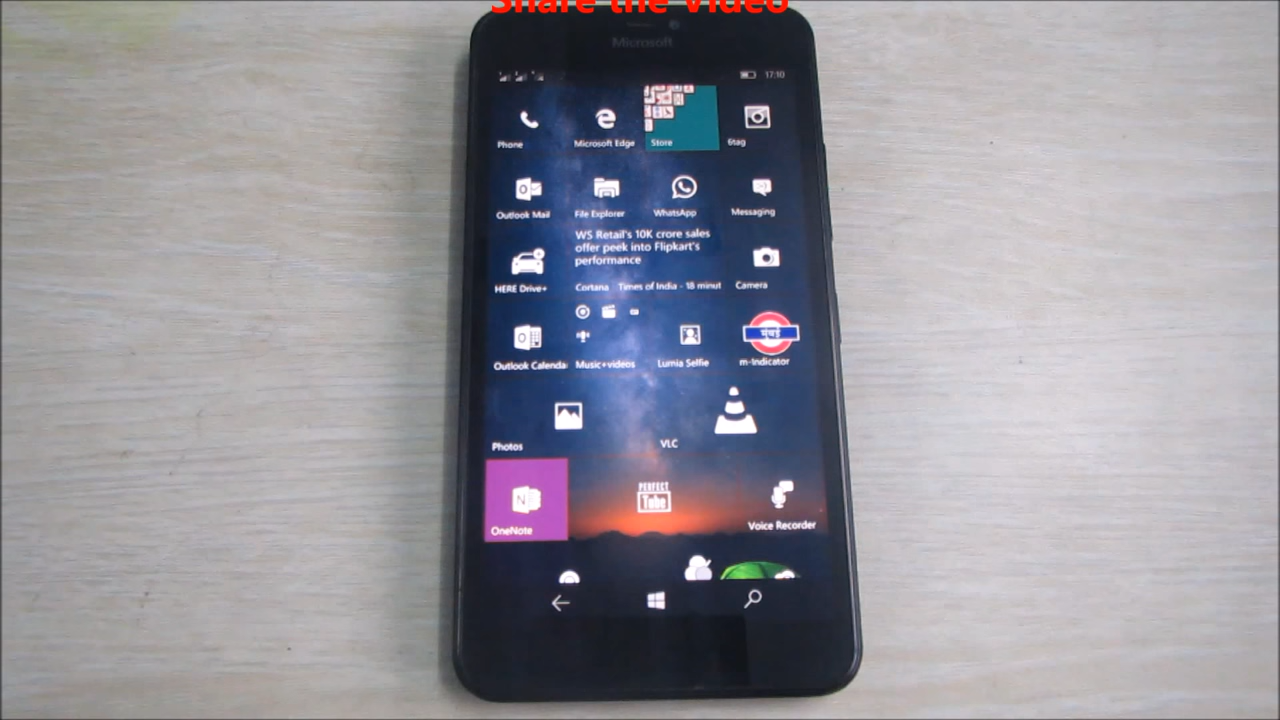 Share the Video
Microsoft
17:10
Phone
Microsoft Edge
Store
6tag
Outlook Mail
File Explorer
WhatsApp
Messaging
WS Retail's 10K crore sales
offer peek into Flipkart's
performance
HERE Drive+
Cortana
Times of India - 18 minut
Camera
मुंबई
Outlook Calenda
Music+videos
Lumia Selfie
m-Indicator
Photos
VLC
N
OneNote
PERFECT
Tube
Voice Recorder